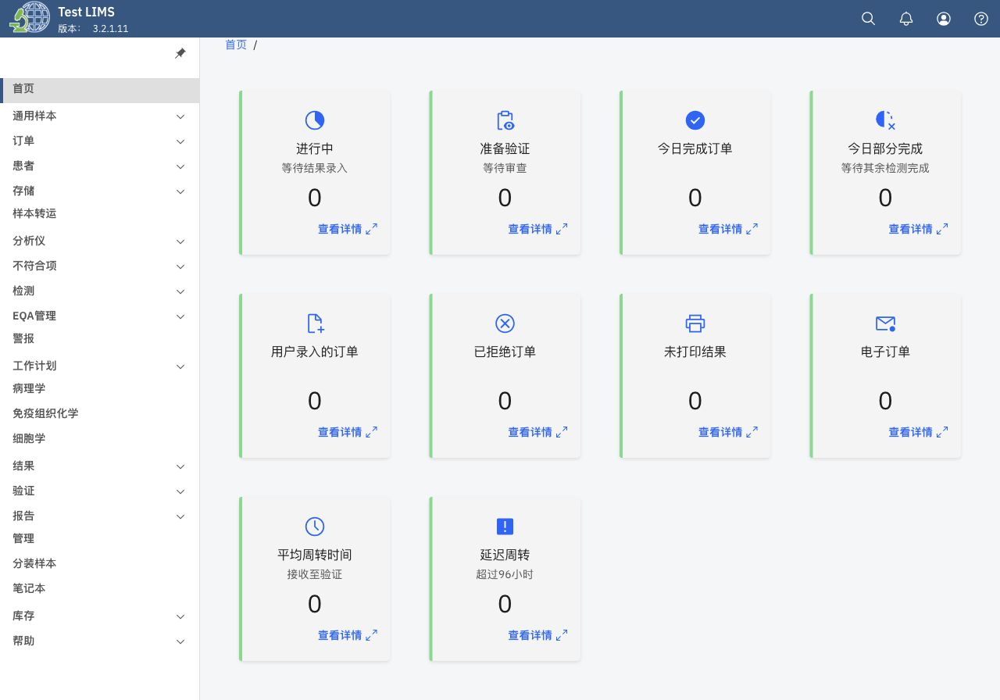 Test LIMS
版本： 3.2.1.11
首页 /
首页
通用样本
订单
患者
存储
样本转运
分析仪
不符合项
检测
EQA管理
警报
工作计划
病理学
免疫组织化学
细胞学
结果
验证
报告
管理
分装样本
笔记本
库存
帮助
进行中
等待结果录入
0
查看详情
准备验证
等待审查
0
查看详情
今日完成订单
0
查看详情
今日部分完成
等待其余检测完成
0
查看详情
用户录入的订单
0
查看详情
已拒绝订单
0
查看详情
未打印结果
0
查看详情
电子订单
0
查看详情
平均周转时间
接收至验证
0
查看详情
延迟周转
超过96小时
0
查看详情